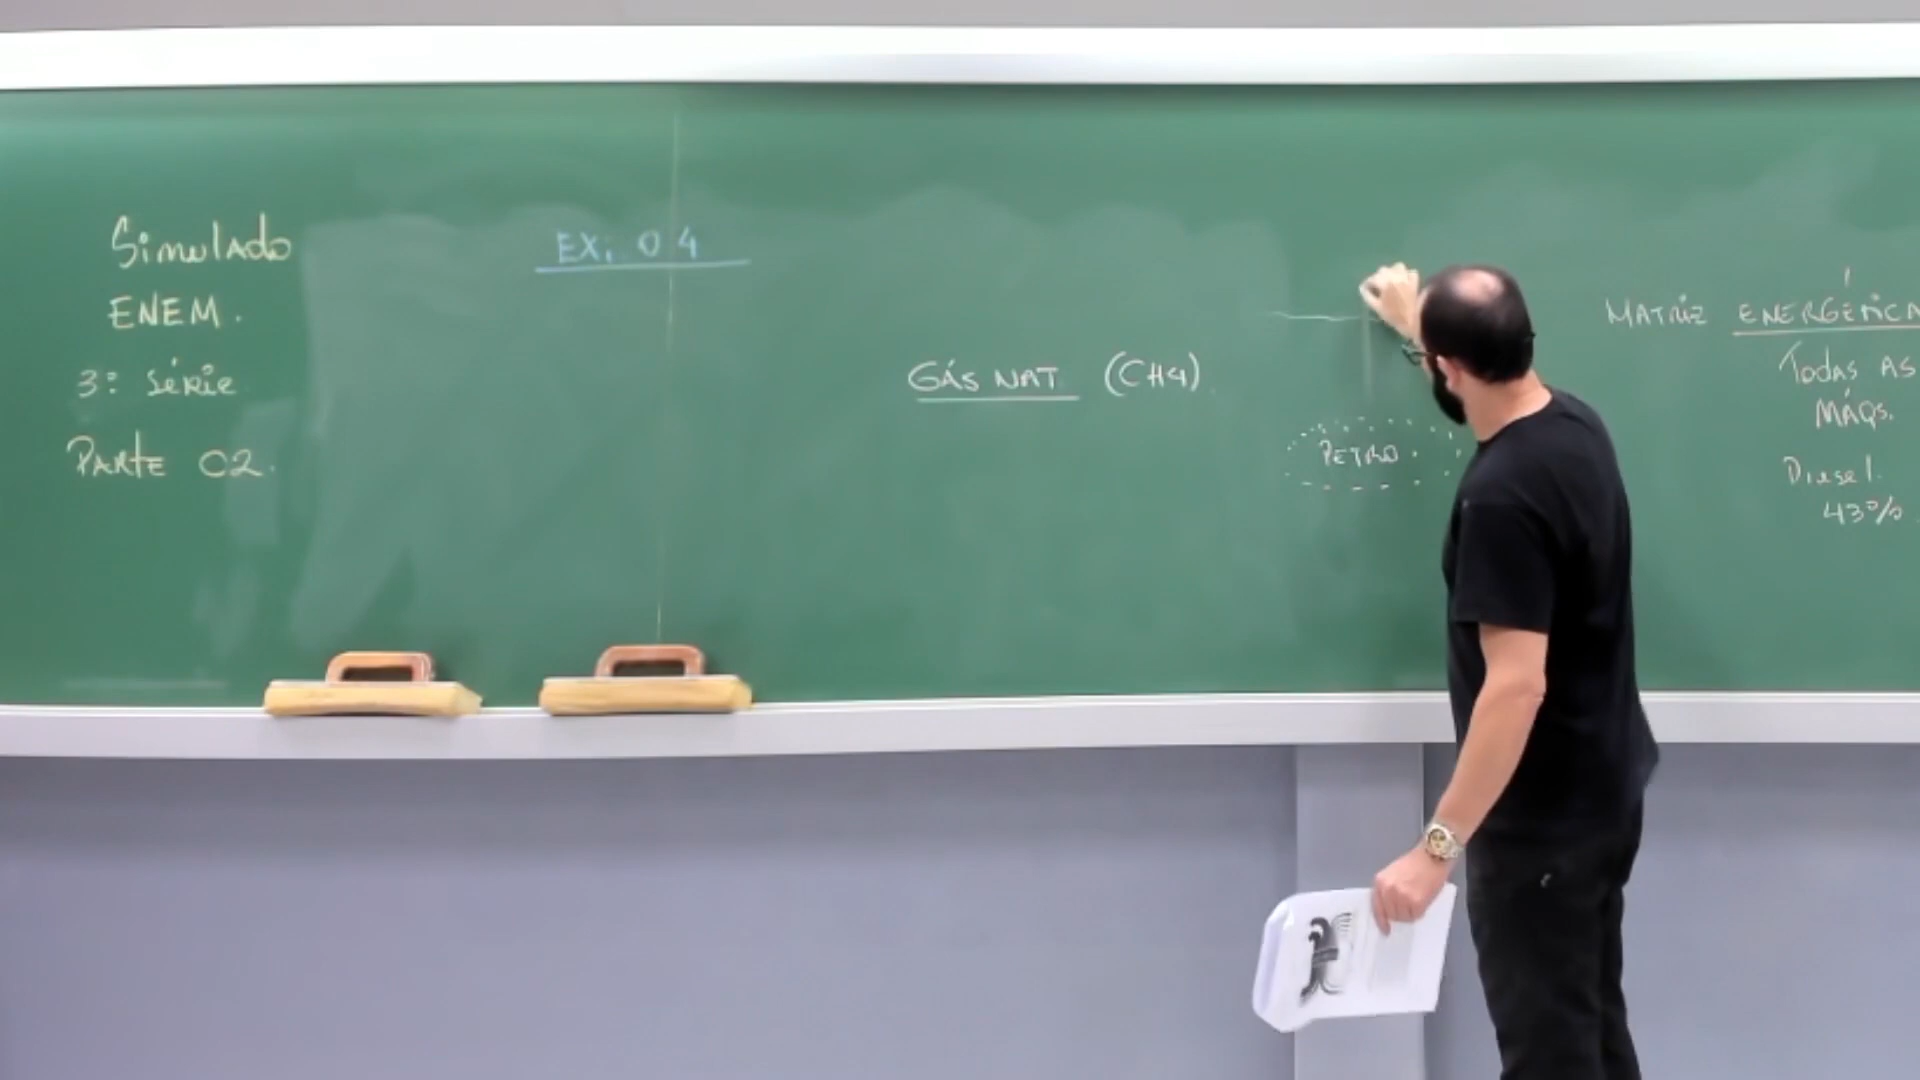 Simulado
ENEM.
3ª Série
Parte 02.
EX. 04
GÁS NAT. (CH4).
PETRO.
MATRIZ ENERGÉTICA
Todas as
MÁQs.
Diesel.
43%